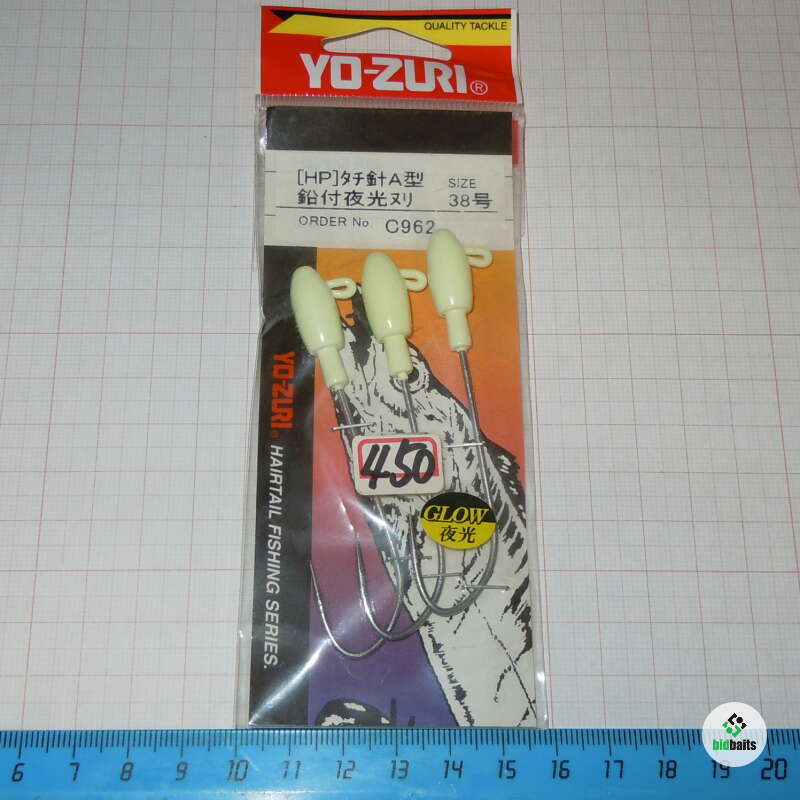 QUALITY TACKLE
YO-ZURI®
[HP]タチ針A型
鉛付夜光ヌリ
SIZE
38号
ORDER No. C962
YO-ZURI® HAIRTAIL FISHING SERIES.
450
GLOW
夜光
bidbaits
6 7 8 9 10 11 12 13 14 15 16 17 18 19 20